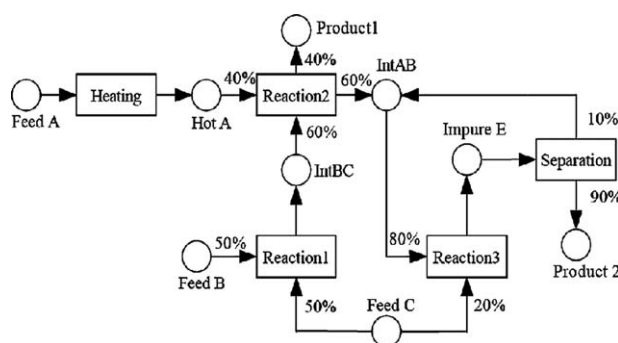 Product1
40%
IntAB
40%
60%
Heating
Reaction2
Feed A
Hot A
10%
60%
Impure E
Separation
IntBC
90%
50%
80%
Reaction1
Reaction3
Feed B
Product 2
50%
Feed C
20%